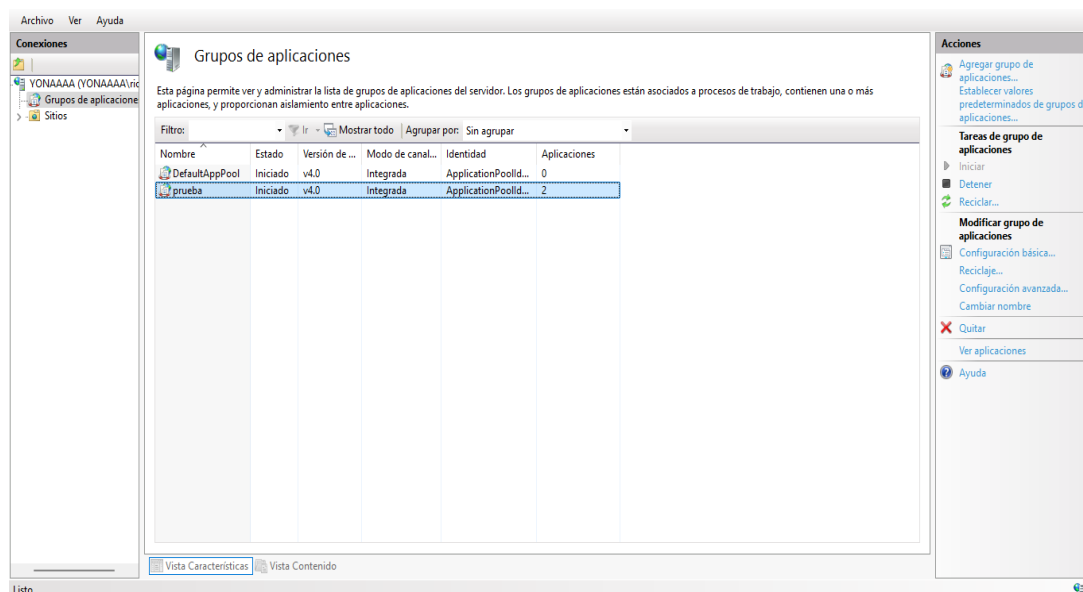 Archivo Ver Ayuda
Conexiones
YONAAAA (YONAAAA\ric
Grupos de aplicacione
Sitios
Grupos de aplicaciones
Esta página permite ver y administrar la lista de grupos de aplicaciones del servidor. Los grupos de aplicaciones están asociados a procesos de trabajo, contienen una o más
aplicaciones, y proporcionan aislamiento entre aplicaciones.
Filtro: Ir Mostrar todo Agrupar por: Sin agrupar
Nombre Estado Versión de ... Modo de canal... Identidad Aplicaciones
DefaultAppPool Iniciado v4.0 Integrada ApplicationPoolId... 0
prueba Iniciado v4.0 Integrada ApplicationPoolId... 2
Vista Características Vista Contenido
Acciones
Agregar grupo de
aplicaciones...
Establecer valores
predeterminados de grupos d
aplicaciones...
Tareas de grupo de
aplicaciones
Iniciar
Detener
Reciclar...
Modificar grupo de
aplicaciones
Configuración básica...
Reciclaje...
Configuración avanzada...
Cambiar nombre
Quitar
Ver aplicaciones
Ayuda
Listo